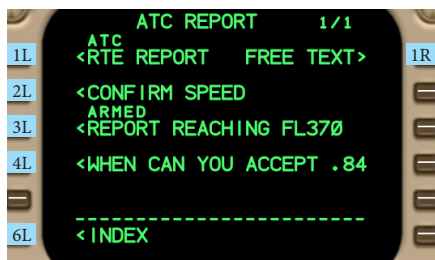 ATC REPORT 1/1
ATC
1L <RTE REPORT FREE TEXT> 1R
2L <CONFIRM SPEED
ARMED
3L <REPORT REACHING FL370
4L <WHEN CAN YOU ACCEPT .84
------------------------
6L <INDEX